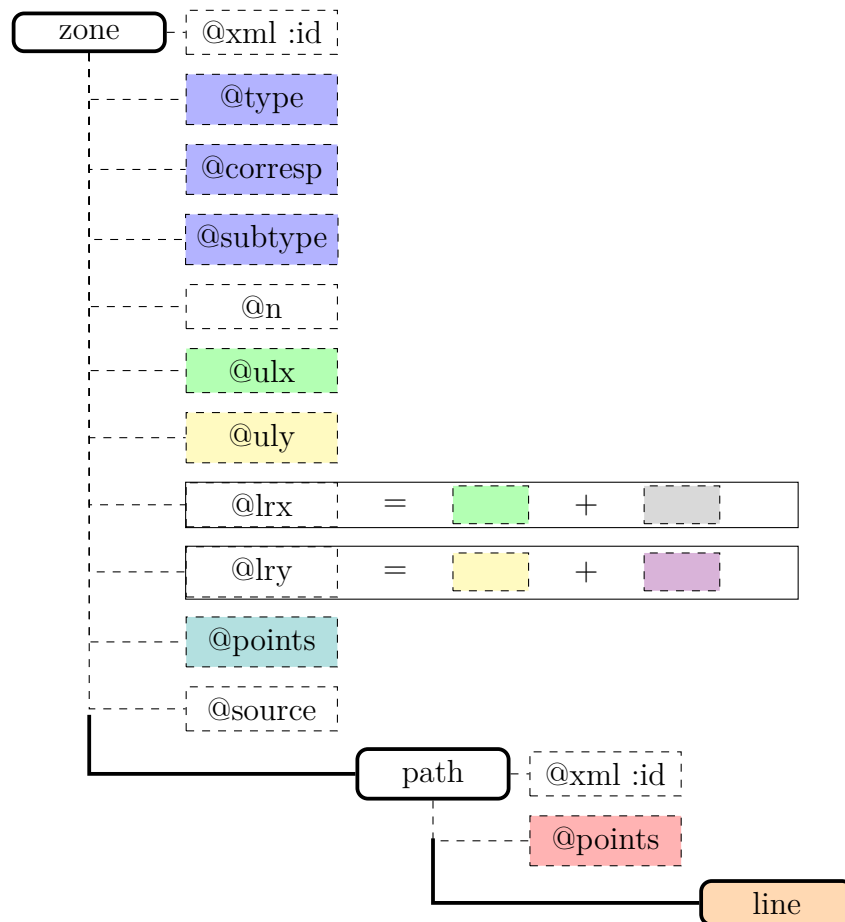 zone @xml :id
@type
@corresp
@subtype
@n
@ulx
@uly
@lrx = +
@lry = +
@points
@source
path @xml :id
@points
line